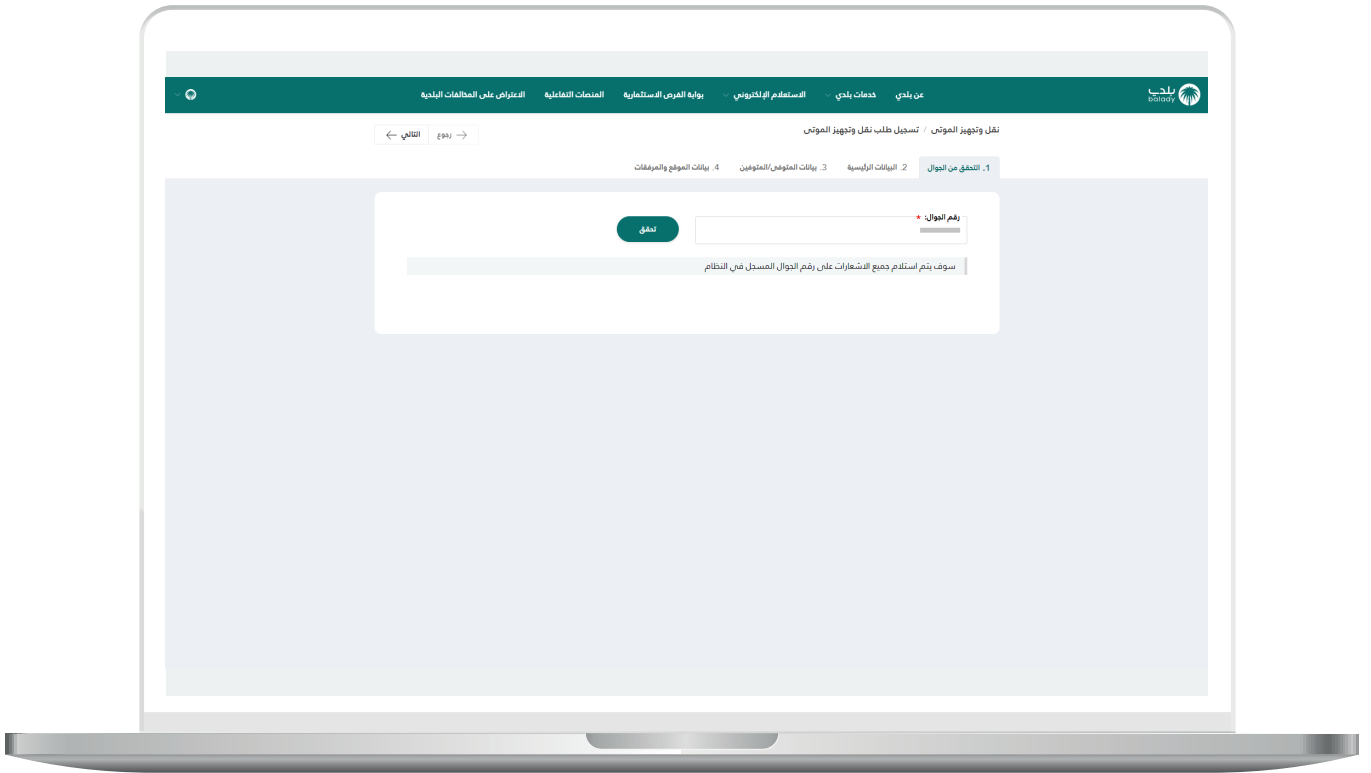 بلدي
balady
عن بلدي خدمات بلدي الاستعلام الإلكتروني بوابة الفرص الاستثمارية المنصات التفاعلية الاعتراض على المخالفات البلدية
نقل وتجهيز الموتى / تسجيل طلب نقل وتجهيز الموتى
رجوع التالي
1. التحقق من الجوال 2. البيانات الرئيسية 3. بيانات المتوفى/المتوفين 4. بيانات الموقع والمرفقات
رقم الجوال: *
تحقق
سوف يتم استلام جميع الاشعارات على رقم الجوال المسجل في النظام